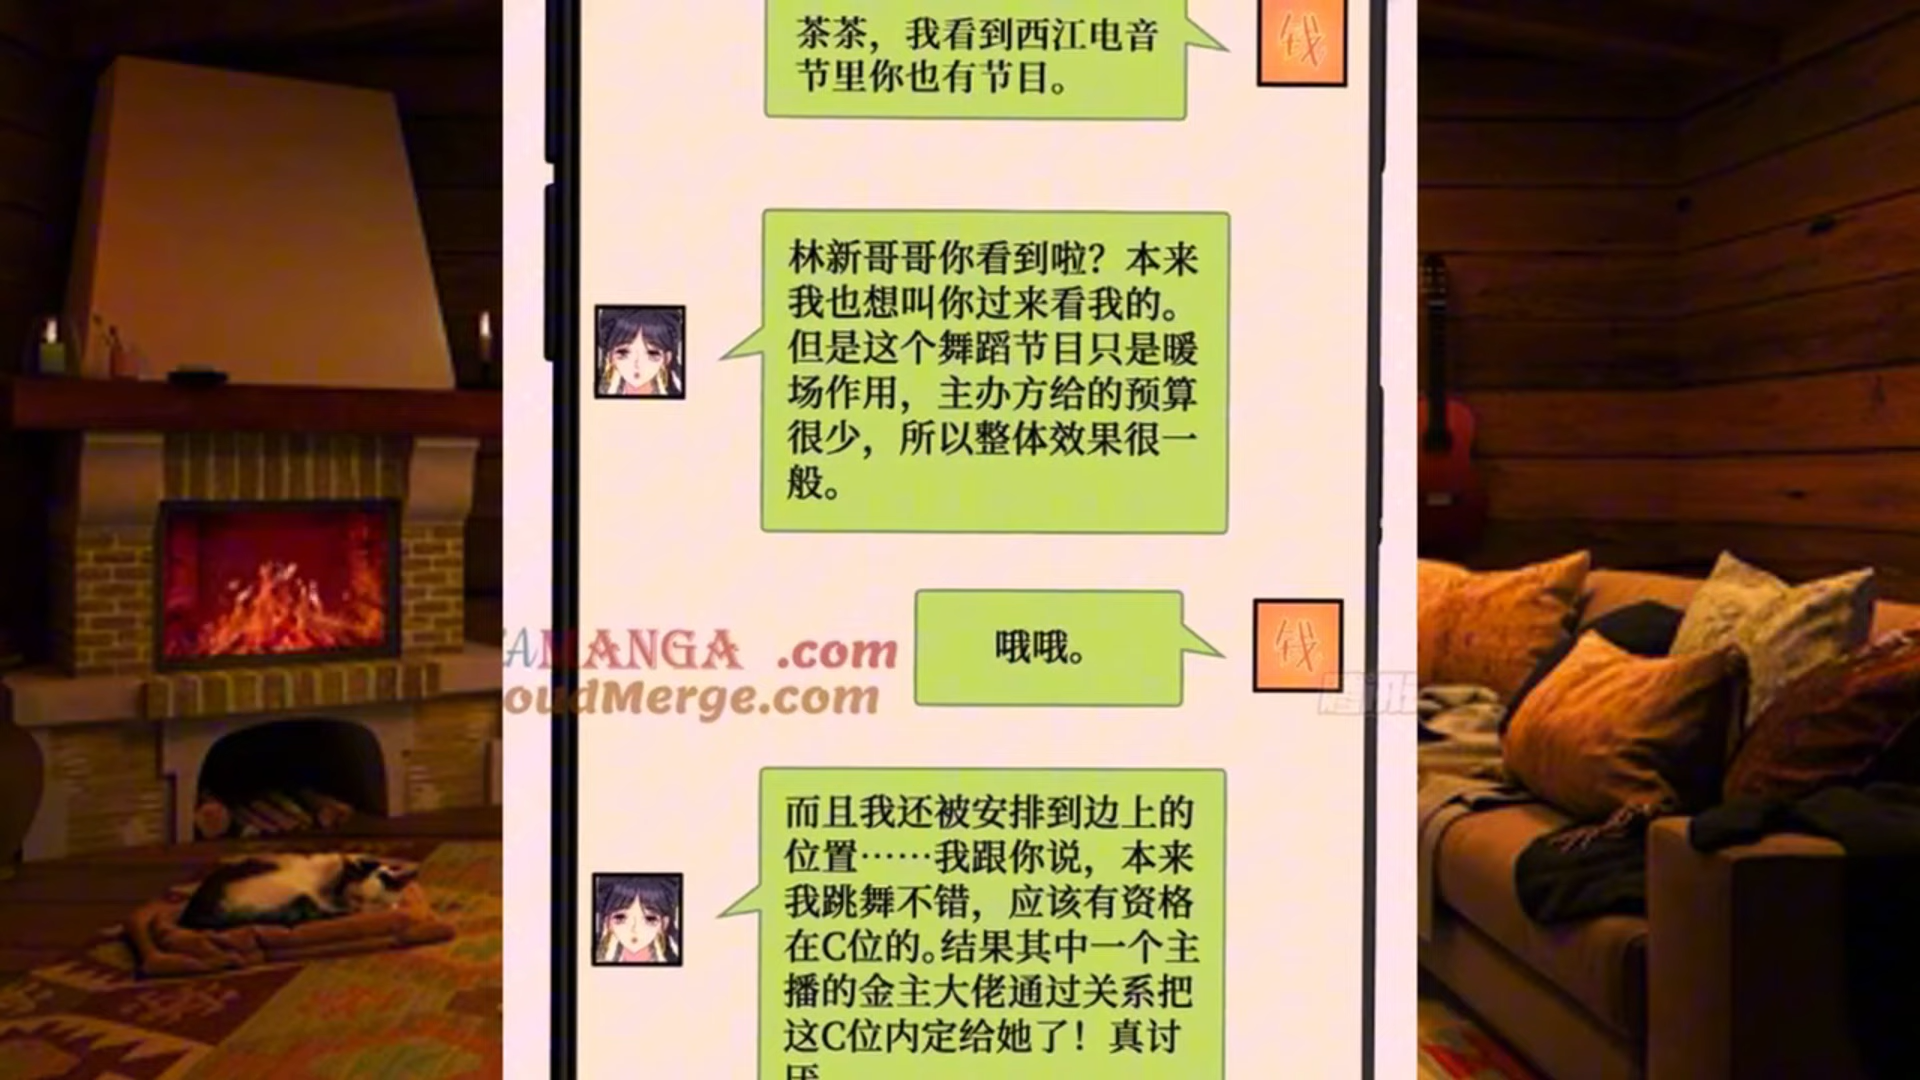 茶茶，我看到西江电音
节里你也有节目。
钱
林新哥哥你看到啦？本来
我也想叫你过来看我的。
但是这个舞蹈节目只是暖
场作用，主办方给的预算
很少，所以整体效果很一
般。
哦哦。
钱
AMANGA .com
oudMerge.com
而且我还被安排到边上的
位置……我跟你说，本来
我跳舞不错，应该有资格
在C位的。结果其中一个主
播的金主大佬通过关系把
这C位内定给她了！真讨